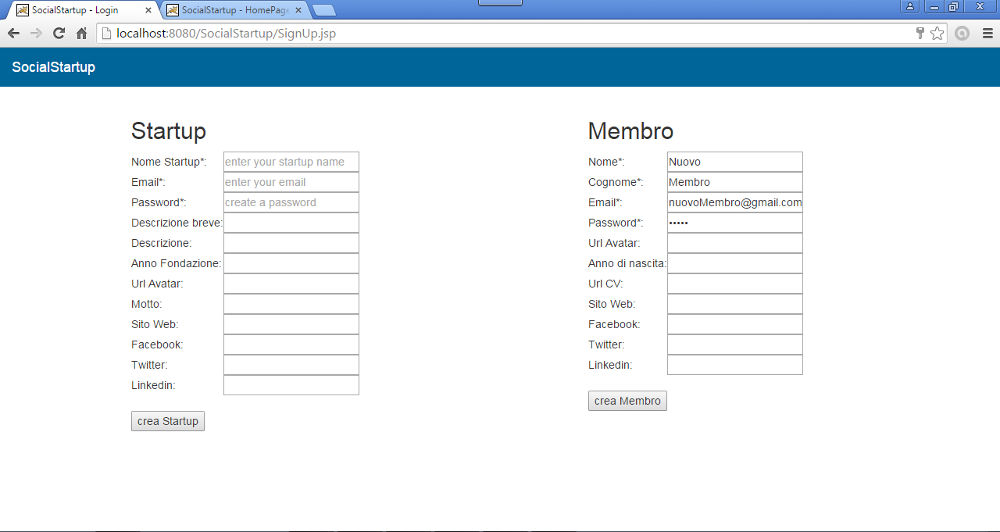 SocialStartup - Login
SocialStartup - HomePage
localhost:8080/SocialStartup/SignUp.jsp
SocialStartup
Startup
Nome Startup*: enter your startup name
Email*: enter your email
Password*: create a password
Descrizione breve:
Descrizione:
Anno Fondazione:
Url Avatar:
Motto:
Sito Web:
Facebook:
Twitter:
Linkedin:
crea Startup
Membro
Nome*: Nuovo
Cognome*: Membro
Email*: nuovoMembro@gmail.com
Password*: •••••
Url Avatar:
Anno di nascita:
Url CV:
Sito Web:
Facebook:
Twitter:
Linkedin:
crea Membro